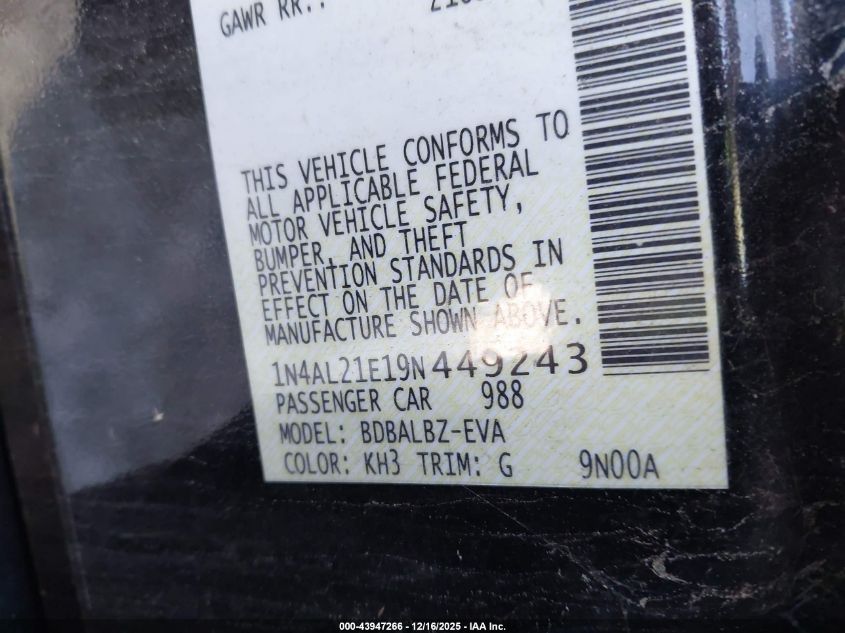 GAWR RR.:
THIS VEHICLE CONFORMS TO
ALL APPLICABLE FEDERAL
MOTOR VEHICLE SAFETY,
BUMPER, AND THEFT
PREVENTION STANDARDS IN
EFFECT ON THE DATE OF
MANUFACTURE SHOWN ABOVE.
1N4AL21E19N449243
PASSENGER CAR 988
MODEL: BDBALBZ-EVA
COLOR: KH3 TRIM: G 9N00A
000-43947266 - 12/16/2025 - IAA Inc.